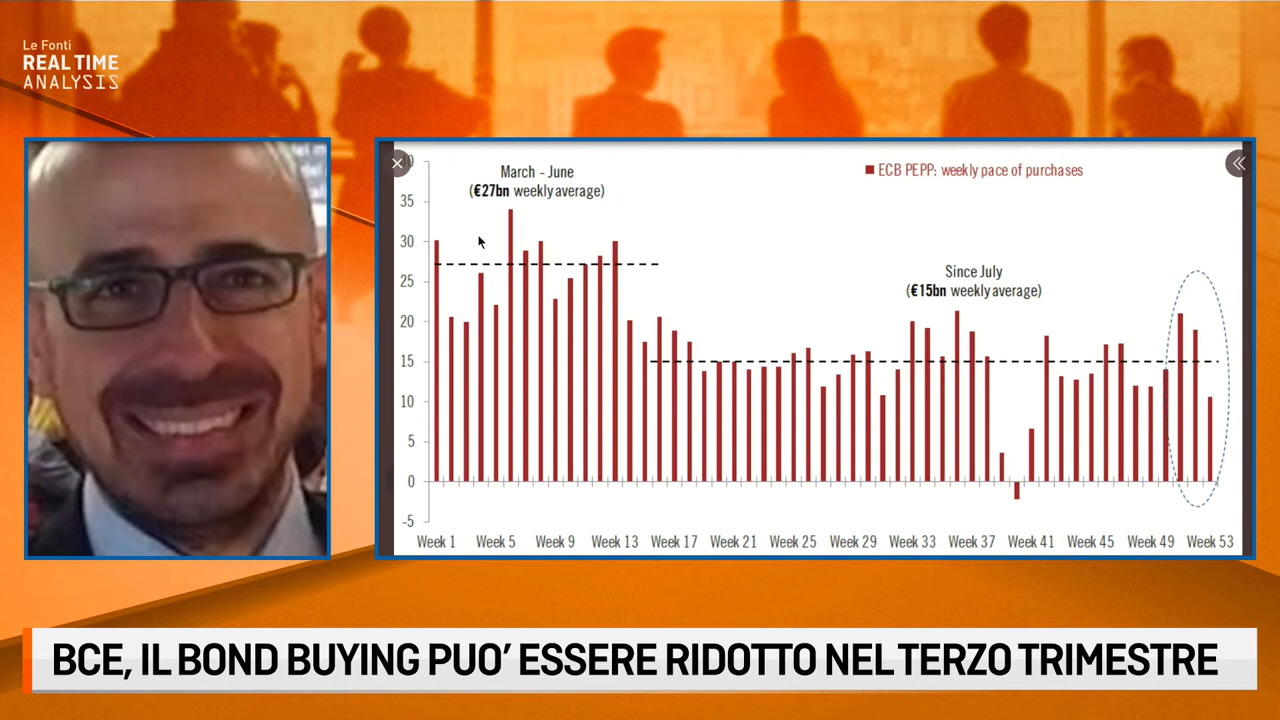 Le Fonti
REAL TIME
ANALYSIS
March - June
(€27bn weekly average)
ECB PEPP: weekly pace of purchases
Since July
(€15bn weekly average)
35
30
25
20
15
10
5
0
-5
Week 1 Week 5 Week 9 Week 13 Week 17 Week 21 Week 25 Week 29 Week 33 Week 37 Week 41 Week 45 Week 49 Week 53
BCE, IL BOND BUYING PUO’ ESSERE RIDOTTO NEL TERZO TRIMESTRE